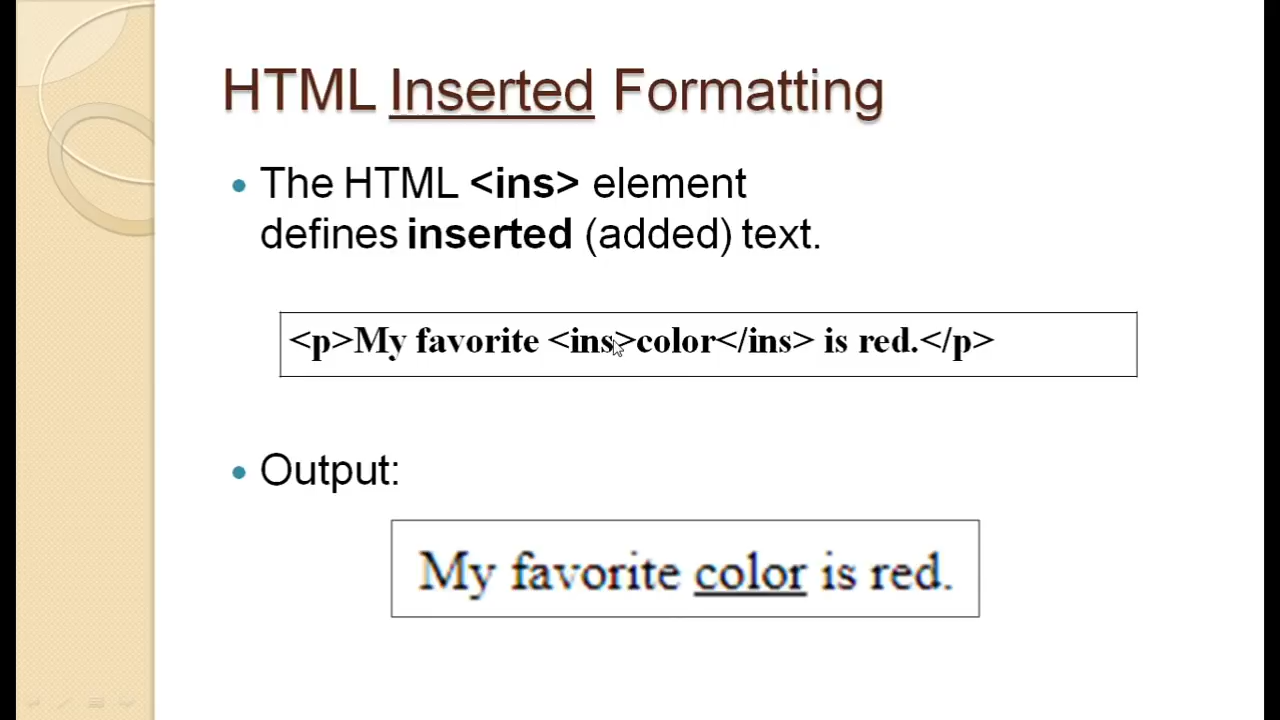 HTML Inserted Formatting
• The HTML <ins> element
defines inserted (added) text.
<p>My favorite <ins>color</ins> is red.</p>
• Output:
My favorite color is red.